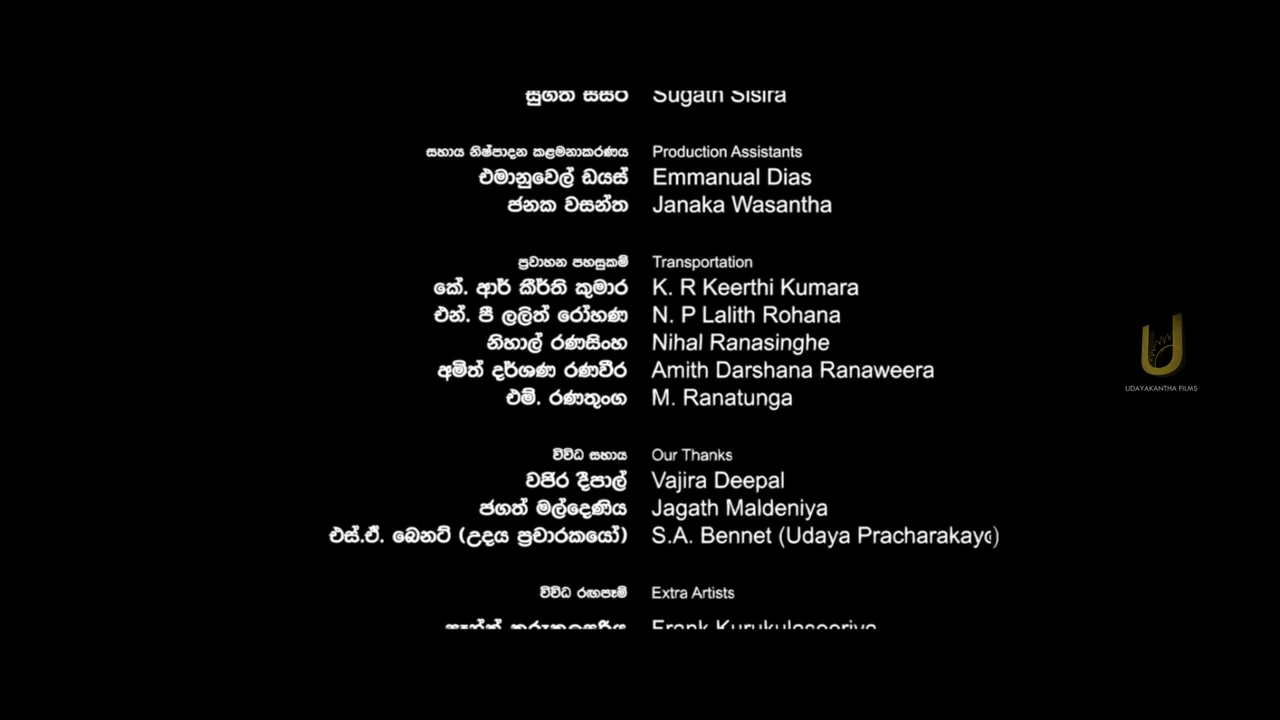 සුගත් සිසිර Sugath Sisira
සහාය නිෂ්පාදන කළමනාකරණය Production Assistants
එමානුවෙල් ඩයස් Emmanual Dias
ජනක වසන්ත Janaka Wasantha
ප්‍රවාහන පහසුකම් Transportation
කේ. ආර් කීර්ති කුමාර K. R Keerthi Kumara
එන්. පී ලලිත් රෝහණ N. P Lalith Rohana
නිහාල් රණසිංහ Nihal Ranasinghe
අමිත් දර්ශණ රණවීර Amith Darshana Ranaweera
එම්. රණතුංග M. Ranatunga
විවිධ සහාය Our Thanks
වජිර දීපාල් Vajira Deepal
ජගත් මල්දෙණිය Jagath Maldeniya
එස්.ඒ. බෙනට් (උදය ප්‍රචාරකයෝ) S.A. Bennet (Udaya Pracharakayo)
විවිධ රඟපෑම් Extra Artists
Frank Kurukulasooriya
U
UDAYAKANTHA FILMS